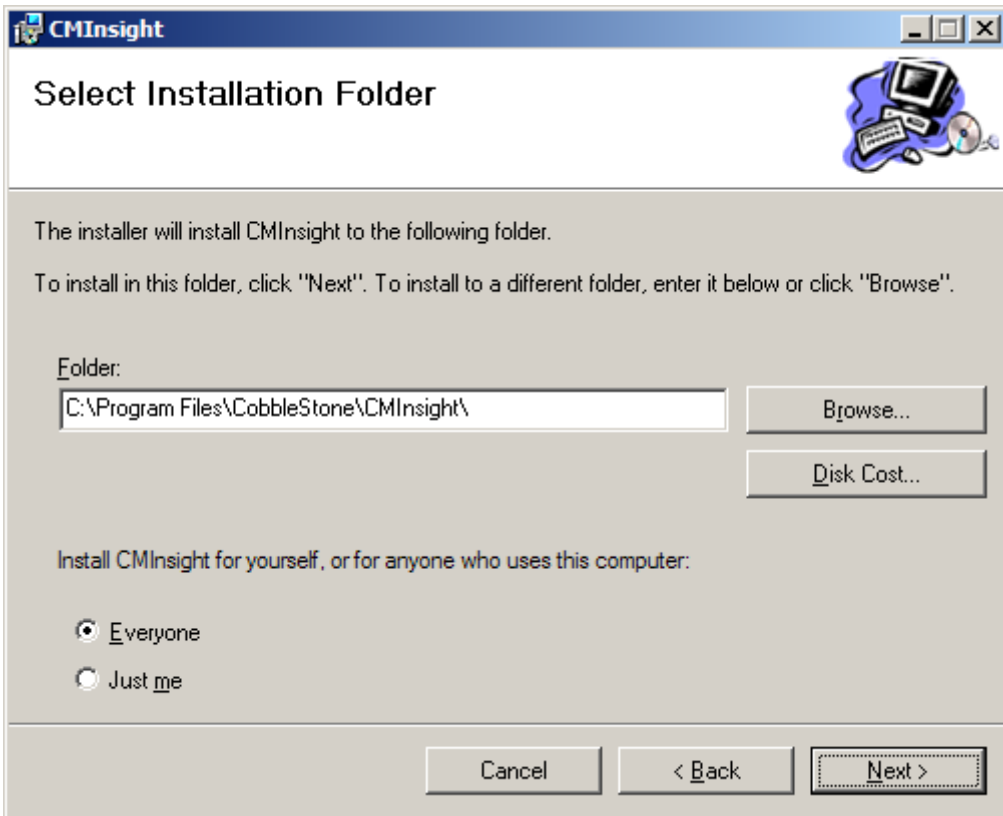 CMInsight
Select Installation Folder
The installer will install CMInsight to the following folder.
To install in this folder, click "Next". To install to a different folder, enter it below or click "Browse".
Folder:
C:\Program Files\CobbleStone\CMInsight\
Browse...
Disk Cost...
Install CMInsight for yourself, or for anyone who uses this computer:
Everyone
Just me
Cancel
< Back
Next >